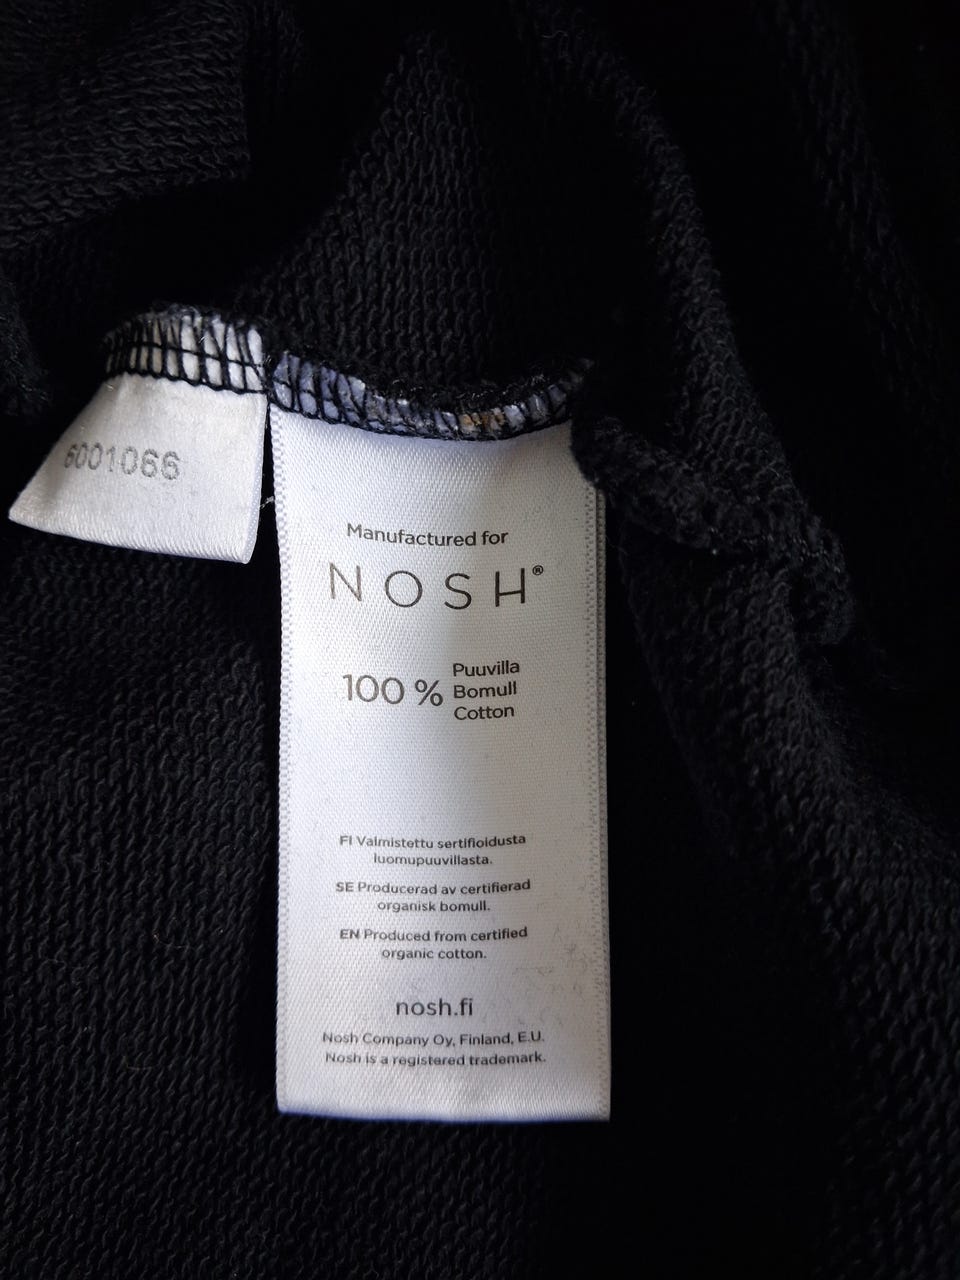 6001066
Manufactured for
NOSH®
100 % Puuvilla
Bomull
Cotton
FI Valmistettu sertifioidusta
luomupuuvillasta.
SE Producerad av certifierad
organisk bomull.
EN Produced from certified
organic cotton.
nosh.fi
Nosh Company Oy, Finland, E.U.
Nosh is a registered trademark.